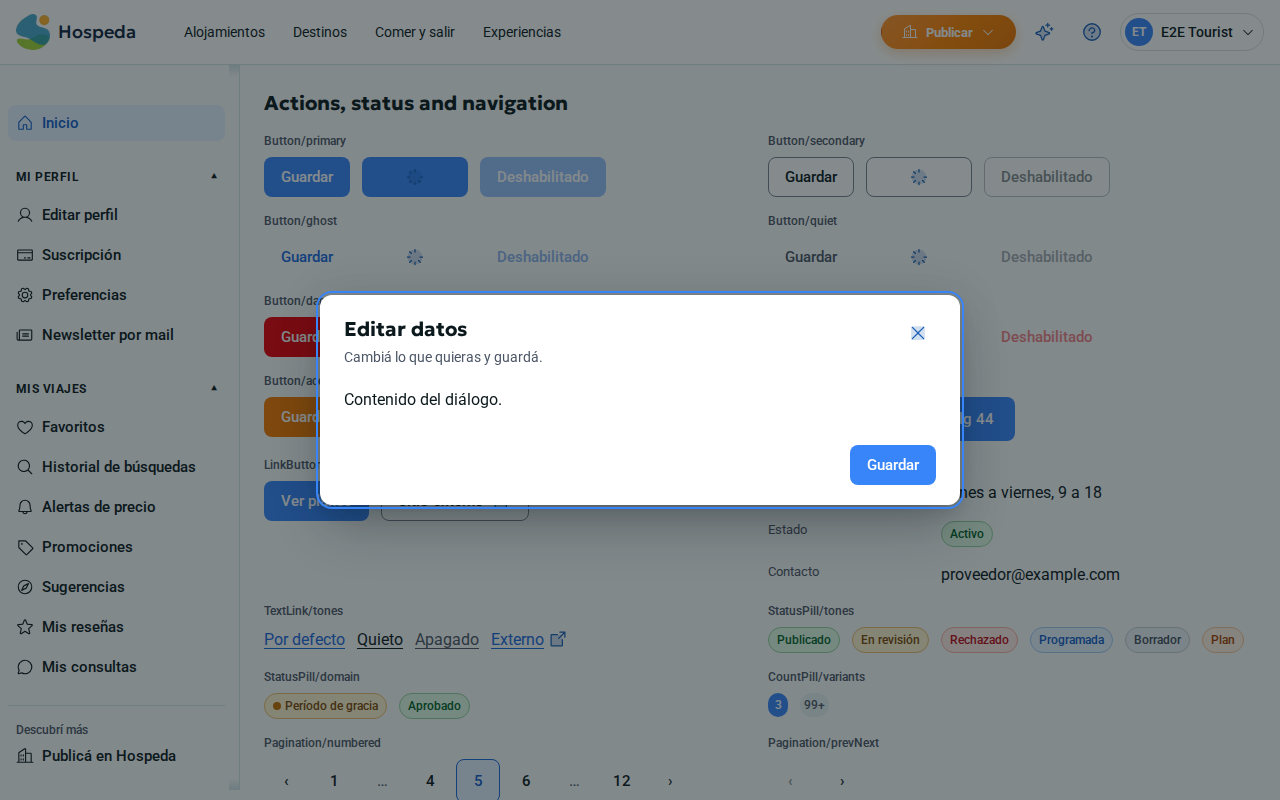 Hospeda
Alojamientos
Destinos
Comer y salir
Experiencias
Publicar
ET
E2E Tourist
Inicio
MI PERFIL
Editar perfil
Suscripción
Preferencias
Newsletter por mail
MIS VIAJES
Favoritos
Historial de búsquedas
Alertas de precio
Promociones
Sugerencias
Mis reseñas
Mis consultas
Descubrí más
Publicá en Hospeda
Actions, status and navigation
Button/primary
Guardar
Deshabilitado
Button/secondary
Guardar
Deshabilitado
Button/ghost
Guardar
Deshabilitado
Button/quiet
Guardar
Deshabilitado
Deshabilitado
Editar datos
Cambiá lo que quieras y guardá.
Contenido del diálogo.
Guardar
44
a viernes, 9 a 18
Estado
Activo
Contacto
proveedor@example.com
TextLink/tones
Por defecto
Quieto
Apagado
Externo
StatusPill/tones
Publicado
En revisión
Rechazado
Programada
Borrador
Plan
StatusPill/domain
Período de gracia
Aprobado
CountPill/variants
3
99+
Pagination/numbered
‹ 1 … 4 5 6 … 12 ›
Pagination/prevNext
‹ ›